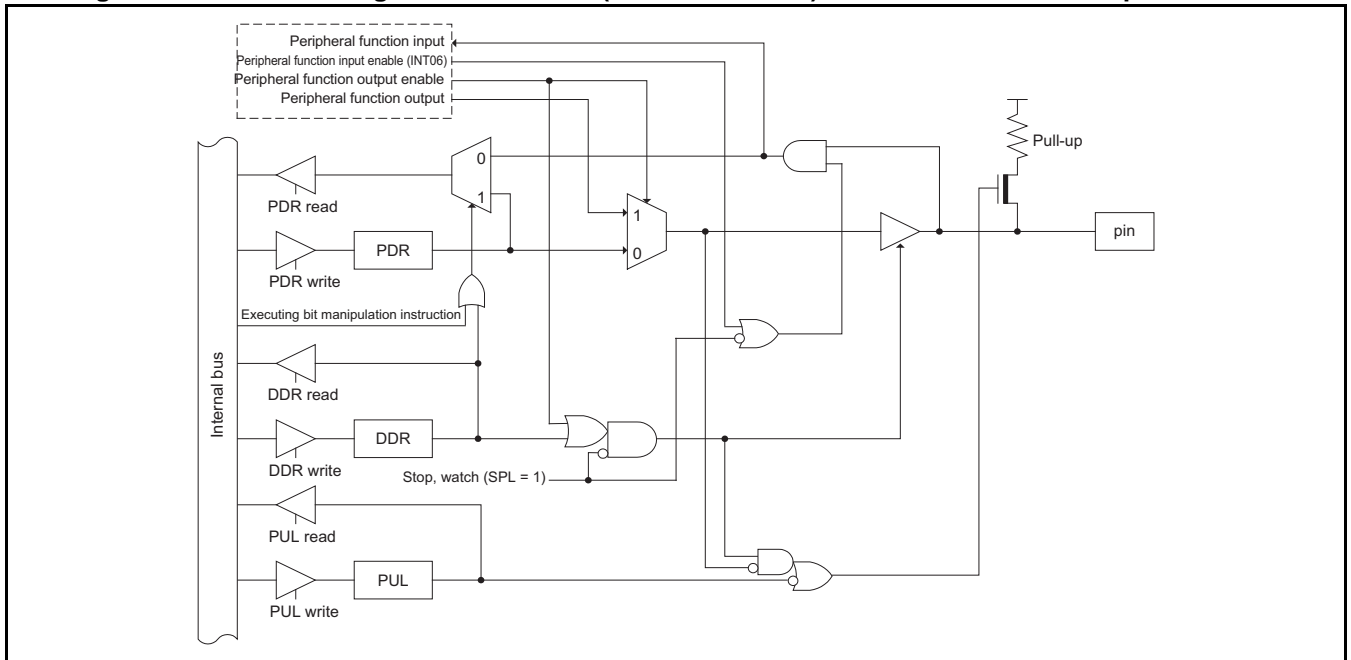 Peripheral function input
Peripheral function input enable (INT06)
Peripheral function output enable
Peripheral function output
Pull-up
0
1
PDR read
1
0
pin
PDR
PDR write
Executing bit manipulation instruction
Internal bus
DDR read
DDR
DDR write
Stop, watch (SPL = 1)
PUL read
PUL
PUL write